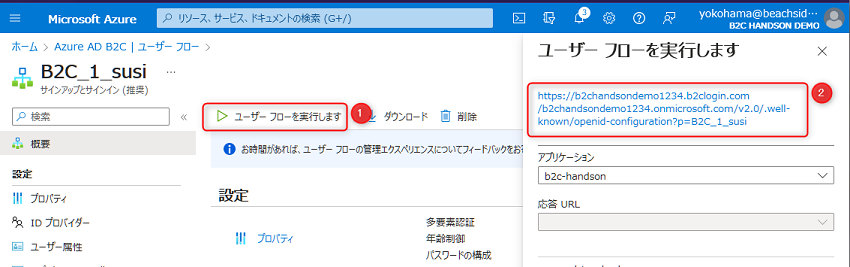 Microsoft Azure
リソース、サービス、ドキュメントの検索 (G+/)
3
yokohama@beachsid...
B2C HANDSON DEMO
ホーム > Azure AD B2C | ユーザー フロー >
B2C_1_susi ...
サインアップとサインイン (推奨)
検索
«
概要
設定
プロパティ
ID プロバイダー
ユーザー属性
ユーザー フローを実行します
1
ダウンロード
削除
お時間があれば、ユーザー フローの管理エクスペリエンスについてフィードバックをお
設定
プロパティ
多要素認証
年齢制御
パスワードの構成
ユーザー フローを実行します
2
https://b2chandsondemo1234.b2clogin.com
/b2chandsondemo1234.onmicrosoft.com/v2.0/.well-
known/openid-configuration?p=B2C_1_susi
アプリケーション
b2c-handson
応答 URL